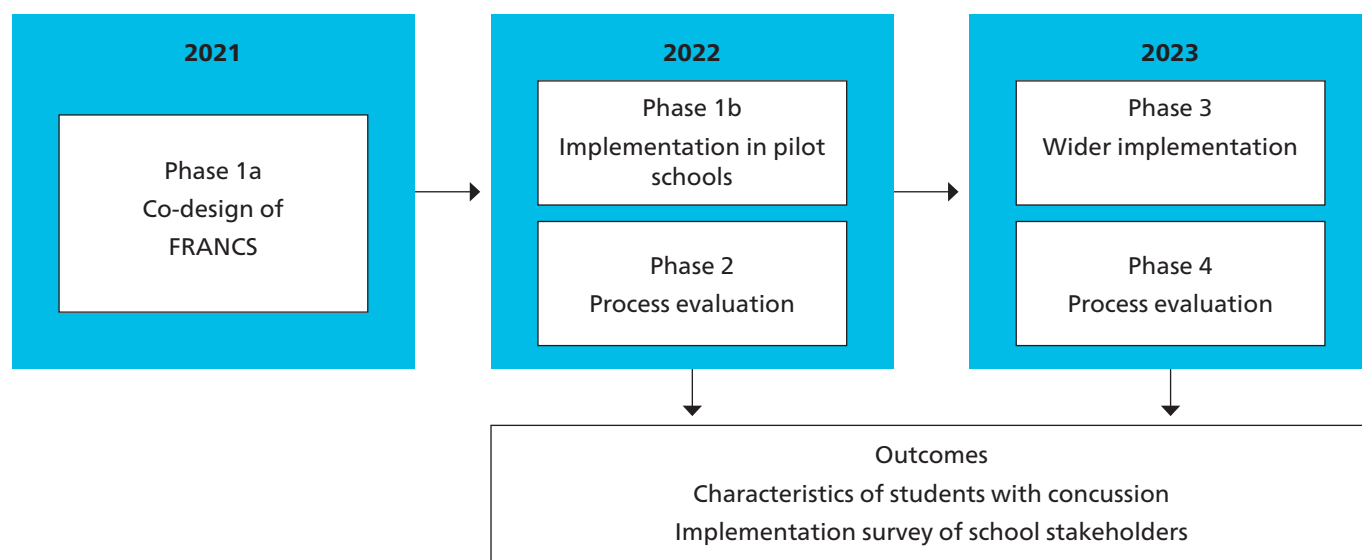 2021
Phase 1a
Co-design of
FRANCS
2022
Phase 1b
Implementation in pilot
schools
Phase 2
Process evaluation
2023
Phase 3
Wider implementation
Phase 4
Process evaluation
Outcomes
Characteristics of students with concussion
Implementation survey of school stakeholders